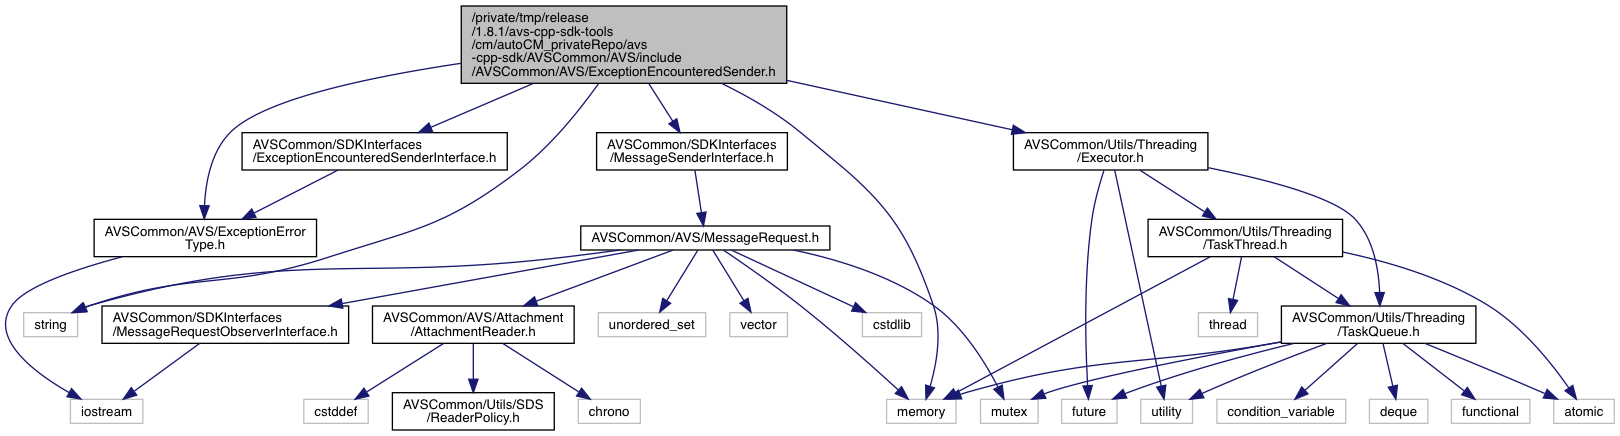 /private/tmp/release
/1.8.1/avs-cpp-sdk-tools
/cm/autoCM_privateRepo/avs
-cpp-sdk/AVSCommon/AVS/include
/AVSCommon/AVS/ExceptionEncounteredSender.h
AVSCommon/SDKInterfaces
/ExceptionEncounteredSenderInterface.h
AVSCommon/SDKInterfaces
/MessageSenderInterface.h
AVSCommon/Utils/Threading
/Executor.h
AVSCommon/AVS/ExceptionError
Type.h
AVSCommon/AVS/MessageRequest.h
AVSCommon/Utils/Threading
/TaskThread.h
string
AVSCommon/SDKInterfaces
/MessageRequestObserverInterface.h
AVSCommon/AVS/Attachment
/AttachmentReader.h
unordered_set
vector
cstdlib
thread
AVSCommon/Utils/Threading
/TaskQueue.h
iostream
cstddef
AVSCommon/Utils/SDS
/ReaderPolicy.h
chrono
memory
mutex
future
utility
condition_variable
deque
functional
atomic